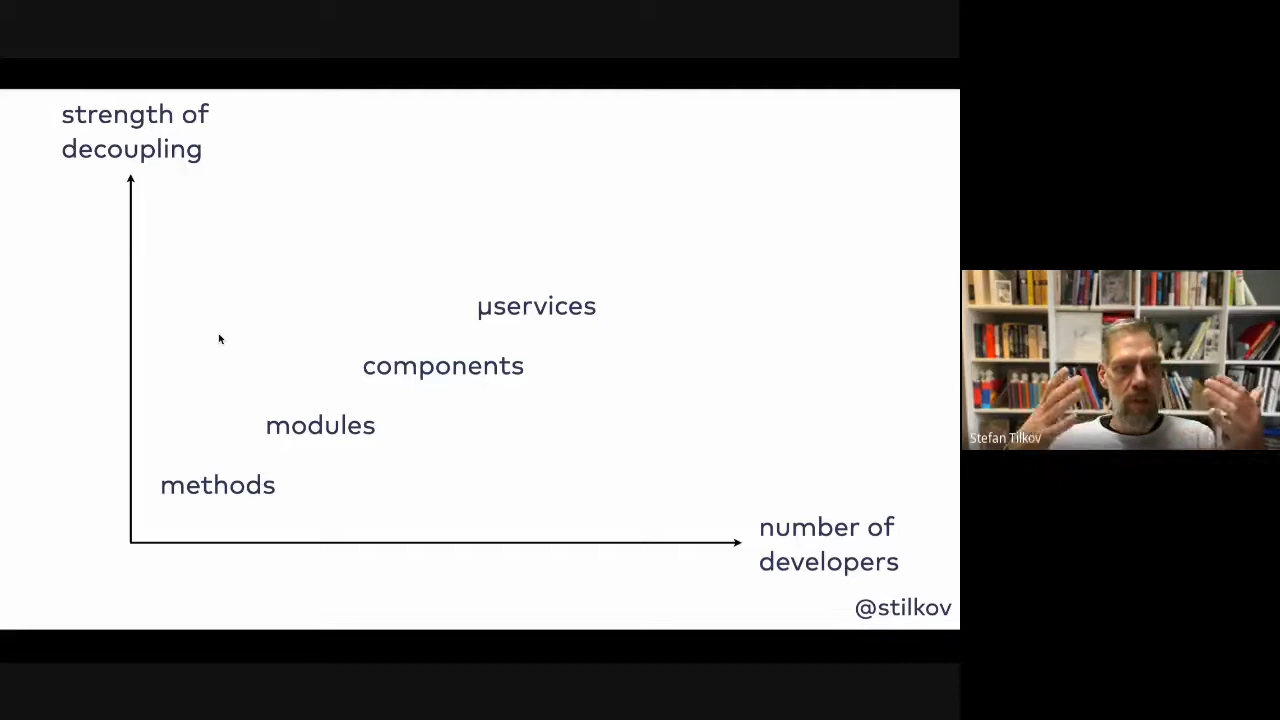 strength of
decoupling
µservices
components
modules
methods
number of
developers
@stilkov
Stefan Tilkov